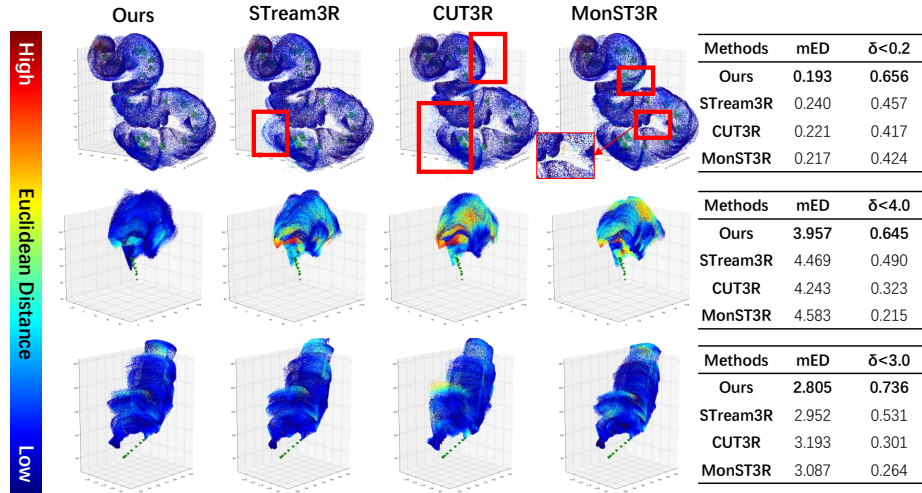 Ours STream3R CUT3R MonST3R
High
Euclidean Distance
Low
Methods mED δ<0.2
Ours 0.193 0.656
STream3R 0.240 0.457
CUT3R 0.221 0.417
MonST3R 0.217 0.424
Methods mED δ<4.0
Ours 3.957 0.645
STream3R 4.469 0.490
CUT3R 4.243 0.323
MonST3R 4.583 0.215
Methods mED δ<3.0
Ours 2.805 0.736
STream3R 2.952 0.531
CUT3R 3.193 0.301
MonST3R 3.087 0.264